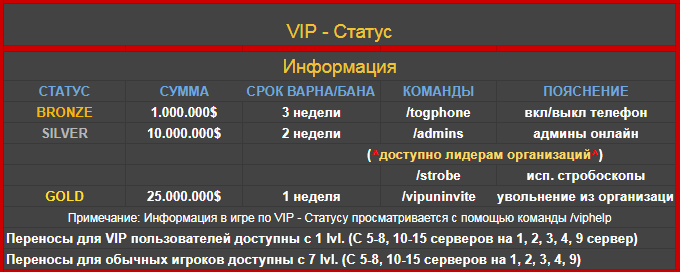 VIP - Статус
Информация
СТАТУС СУММА СРОК ВАРНА/БАНА КОМАНДЫ ПОЯСНЕНИЕ
BRONZE 1.000.000$ 3 недели /togphone вкл/выкл телефон
SILVER 10.000.000$ 2 недели /admins админы онлайн
(^доступно лидерам организаций^)
/strobe исп. стробоскопы
GOLD 25.000.000$ 1 неделя /vipuninvite увольнение из организаци
Примечание: Информация в игре по VIP - Статусу просматривается с помощью команды /viphelp
Переносы для VIP пользователей доступны с 1 lvl. (С 5-8, 10-15 серверов на 1, 2, 3, 4, 9 сервер)
Переносы для обычных игроков доступны с 7 lvl. (С 5-8, 10-15 серверов на 1, 2, 3, 4, 9)